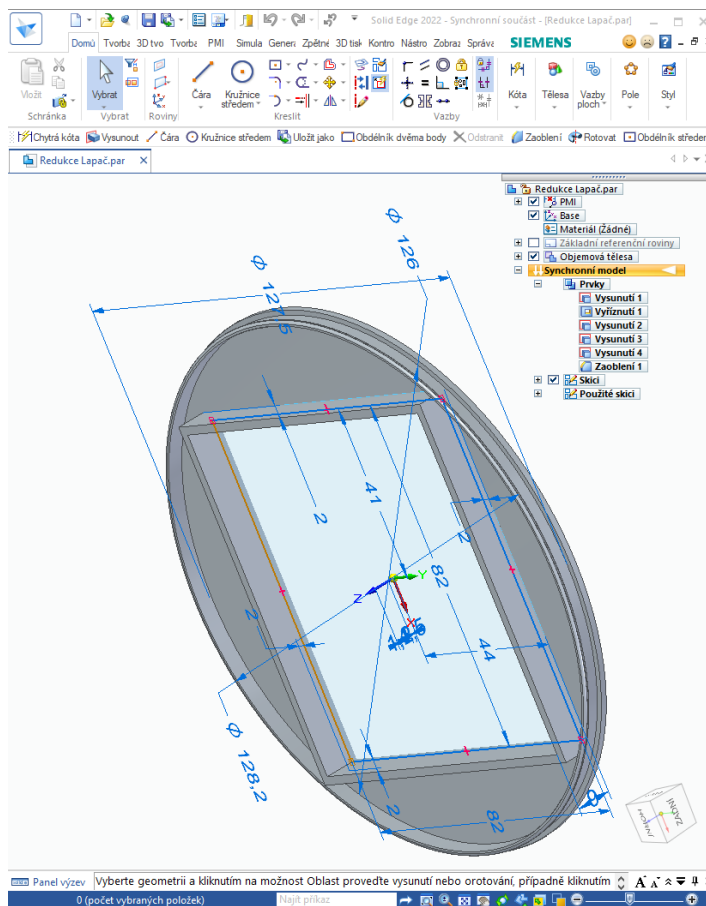 Solid Edge 2022 - Synchronní součást - [Redukce Lapač.par]
Domů Tvorba 3D tvo Tvorba PMI Simula Genera Zpětné 3D tisk Kontro Nástro Zobraz Správa SIEMENS
Vložit Vybrat Čára Kružnice středem Kóta Tělesa Vazby ploch Pole Styl
Schránka Vybrat Roviny Kreslit Vazby
Chytrá kóta Vysunout Čára Kružnice středem Uložit jako Obdélník dvěma body Odstranit Zaoblení Rotovat Obdélník středem
Redukce Lapač.par
Redukce Lapač.par
PMI
Base
Materiál (Žádné)
Základní referenční roviny
Objemová tělesa
Synchronní model
Prvky
Vysunutí 1
Vyříznutí 1
Vysunutí 2
Vysunutí 3
Vysunutí 4
Zaoblení 1
Skici
Použité skici
Φ 126
Φ 127,5
2
41
82
2
Y
Z
X
2
44
Φ 128,2
2
82
ZADNÍ
Panel výzev Vyberte geometrii a kliknutím na možnost Oblast proveďte vysunutí nebo orotování, případně kliknutím
0 (počet vybraných položek) Najít příkaz